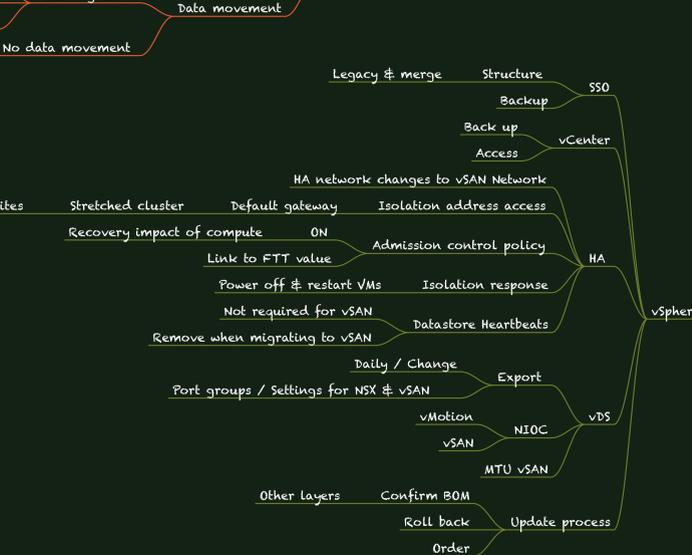 Data movement
No data movement
Legacy & merge Structure SSO
Backup
Back up vCenter
Access
HA network changes to vSAN Network
Stretched cluster Default gateway Isolation address access
Recovery impact of compute ON
Admission control policy HA
Link to FTT value
Power off & restart VMs Isolation response
Not required for vSAN
Datastore Heartbeats
Remove when migrating to vSAN
Daily / Change
Export
Port groups / Settings for NSX & vSAN
vMotion
NIOC vDS
vSAN
MTU vSAN
Other layers Confirm BOM
Roll back Update process
Order